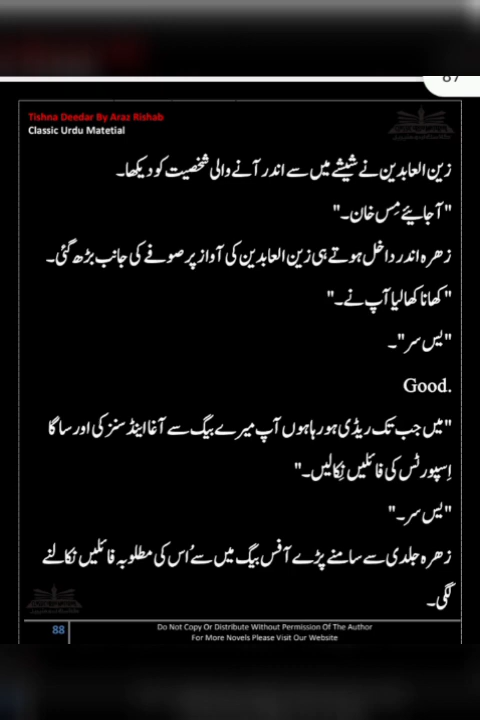 87
Tishna Deedar By Araz Rishab
Classic Urdu Matetial
زین العابدین نے شیشے میں سے اندر آنے والی شخصیت کو دیکھا۔
"آجایئے مِس خان۔"
زهره اندر داخل ہوتے ہی زین العابدین کی آواز پر صوفے کی جانب بڑھ گئی۔
"کھانا کھالیا آپ نے۔"
"یس سر"۔
Good.
"میں جب تک ریڈی ہو رہا ہوں آپ میرے بیگ سے آغا اینڈ سنز کی اور ساگا
اِسپورٹس کی فائلیں نِکالیں۔"
"یس سر۔"
زهره جلدی سے سامنے پڑے آفس بیگ میں سے اُس کی مطلوبہ فائلیں نکالنے
لگی۔
88
Do Not Copy Or Distribute Without Permission Of The Author
For More Novels Please Visit Our Website